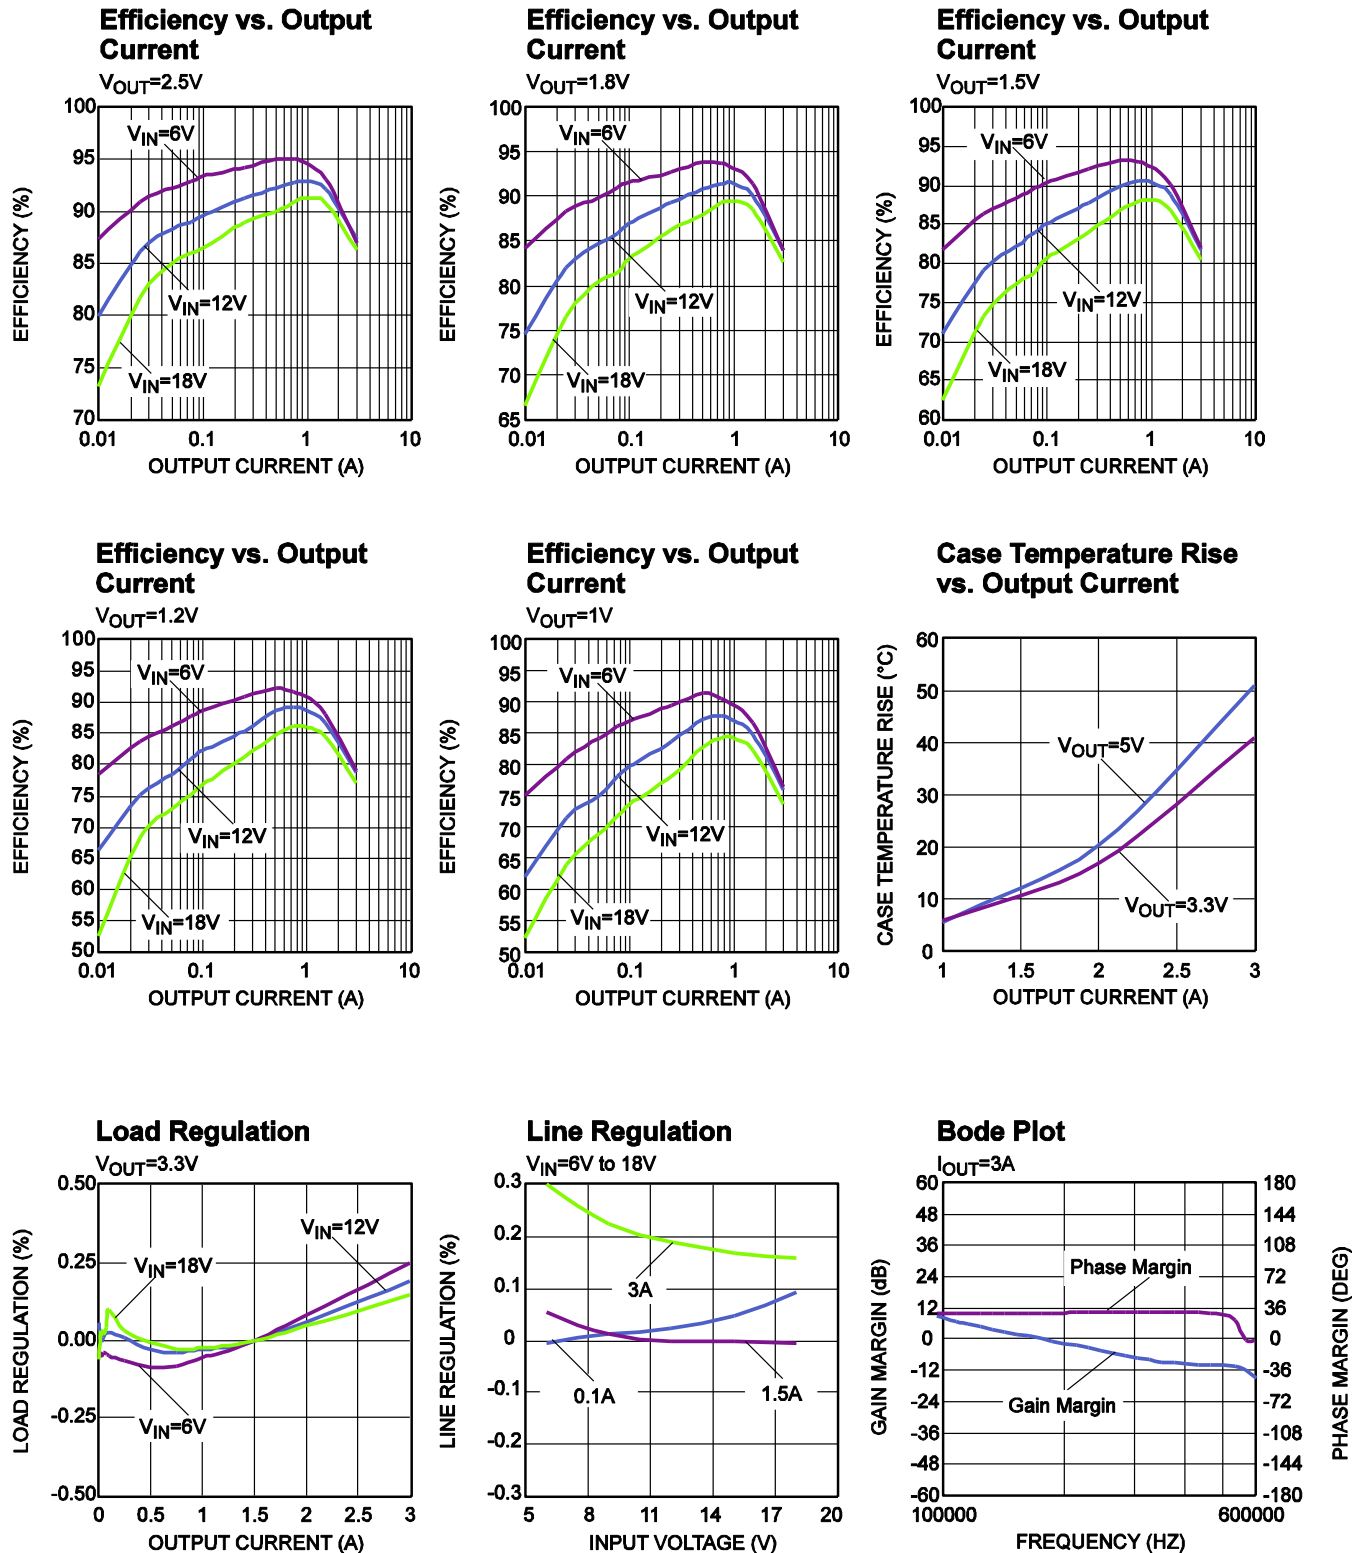 Efficiency vs. Output
Current
VOUT=2.5V
EFFICIENCY (%)
100
95
90
85
80
75
70
VIN=6V
VIN=12V
VIN=18V
0.01 0.1 1 10
OUTPUT CURRENT (A)
Efficiency vs. Output
Current
VOUT=1.8V
EFFICIENCY (%)
100
95
90
85
80
75
70
65
VIN=6V
VIN=12V
VIN=18V
0.01 0.1 1 10
OUTPUT CURRENT (A)
Efficiency vs. Output
Current
VOUT=1.5V
EFFICIENCY (%)
100
95
90
85
80
75
70
65
60
VIN=6V
VIN=12V
VIN=18V
0.01 0.1 1 10
OUTPUT CURRENT (A)
Efficiency vs. Output
Current
VOUT=1.2V
EFFICIENCY (%)
100
95
90
85
80
75
70
65
60
55
50
VIN=6V
VIN=12V
VIN=18V
0.01 0.1 1 10
OUTPUT CURRENT (A)
Efficiency vs. Output
Current
VOUT=1V
EFFICIENCY (%)
100
95
90
85
80
75
70
65
60
55
50
VIN=6V
VIN=12V
VIN=18V
0.01 0.1 1 10
OUTPUT CURRENT (A)
Case Temperature Rise
vs. Output Current
CASE TEMPERATURE RISE (°C)
60
50
40
30
20
10
0
VOUT=5V
VOUT=3.3V
1 1.5 2 2.5 3
OUTPUT CURRENT (A)
Load Regulation
VOUT=3.3V
LOAD REGULATION (%)
0.50
0.25
0.00
-0.25
-0.50
VIN=12V
VIN=18V
VIN=6V
0 0.5 1 1.5 2 2.5 3
OUTPUT CURRENT (A)
Line Regulation
VIN=6V to 18V
LINE REGULATION (%)
0.3
0.2
0.1
0
-0.1
-0.2
-0.3
3A
0.1A
1.5A
5 8 11 14 17 20
INPUT VOLTAGE (V)
Bode Plot
IOUT=3A
GAIN MARGIN (dB)
60
48
36
24
12
0
-12
-24
-36
-48
-60
Phase Margin
Gain Margin
180
144
108
72
36
0
-36
-72
-108
-144
-180
PHASE MARGIN (DEG)
100000 600000
FREQUENCY (HZ)